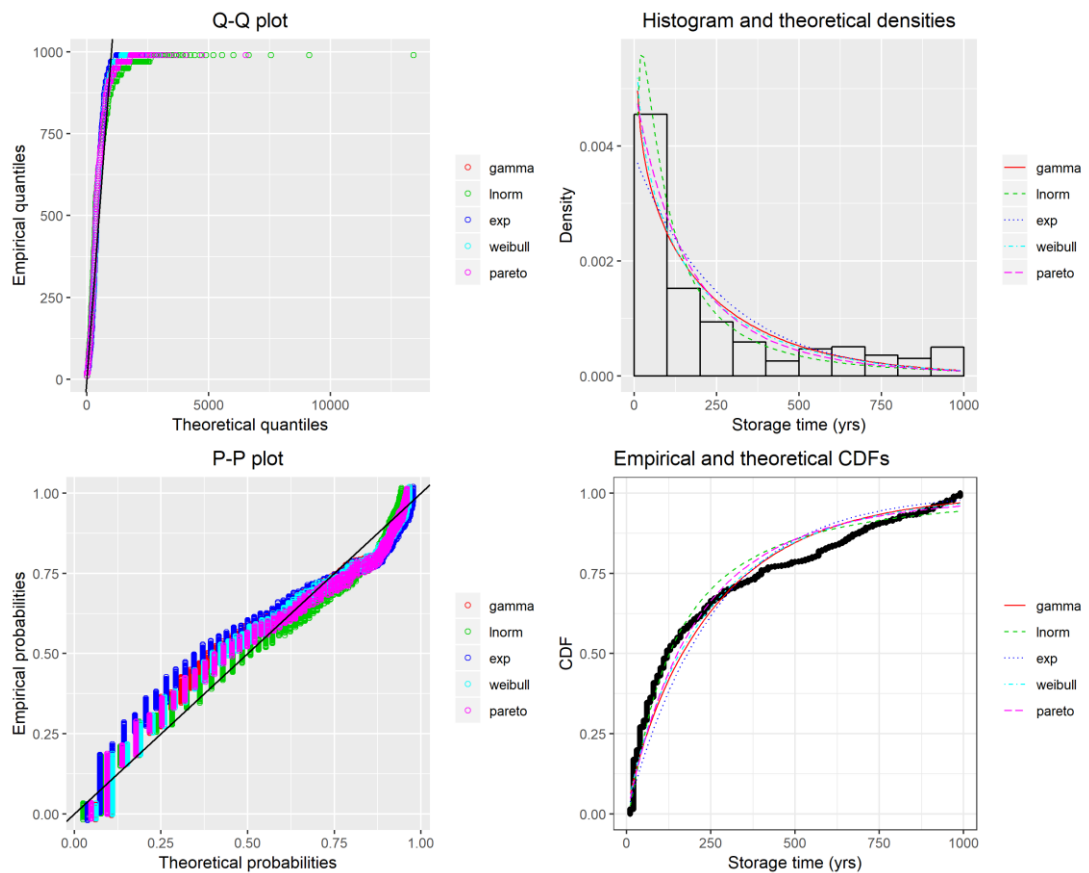 Q-Q plot
Empirical quantiles
1000
750
500
250
0
0
5000
10000
Theoretical quantiles
gamma
lnorm
exp
weibull
pareto
Histogram and theoretical densities
Density
0.004
0.002
0.000
0
250
500
750
1000
Storage time (yrs)
gamma
lnorm
exp
weibull
pareto
P-P plot
Empirical probabilities
1.00
0.75
0.50
0.25
0.00
0.00
0.25
0.50
0.75
1.00
Theoretical probabilities
gamma
lnorm
exp
weibull
pareto
Empirical and theoretical CDFs
CDF
1.00
0.75
0.50
0.25
0.00
0
250
500
750
1000
Storage time (yrs)
gamma
lnorm
exp
weibull
pareto